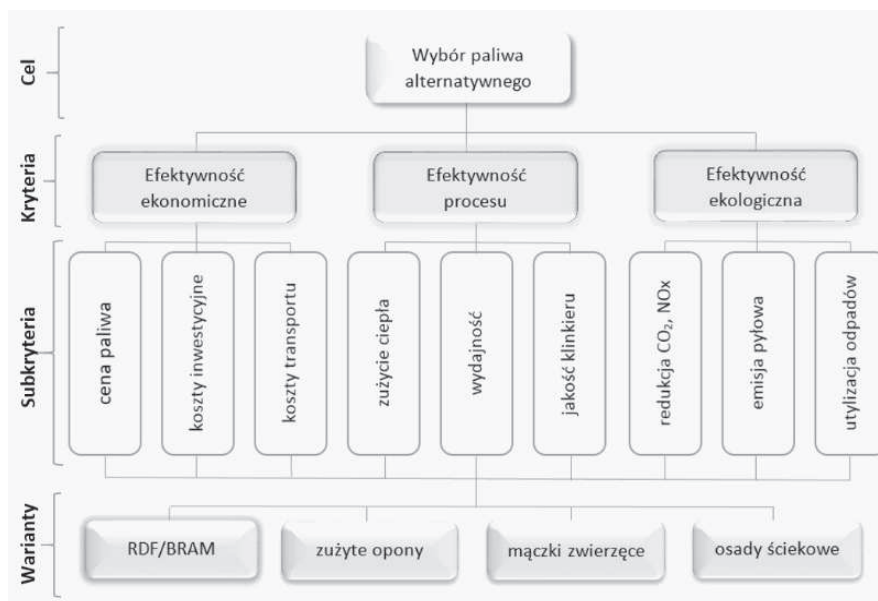 Cel
Wybór paliwa
alternatywnego
Kryteria
Efektywność
ekonomiczne
Efektywność
procesu
Efektywność
ekologiczna
Subkryteria
cena paliwa
koszty inwestycyjne
koszty transportu
zużycie ciepła
wydajność
jakość klinkieru
redukcja CO₂, NOx
emisja pyłowa
utylizacja odpadów
Warianty
RDF/BRAM
zużyte opony
mączki zwierzęce
osady ściekowe